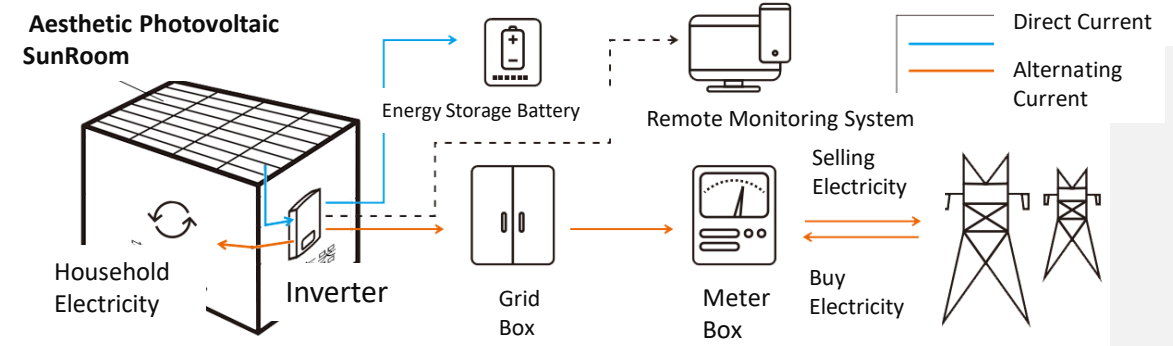 Aesthetic Photovoltaic
SunRoom
Direct Current
Alternating
Current
Energy Storage Battery
Remote Monitoring System
Selling
Electricity
Household
Electricity
Inverter
Grid
Box
Meter
Box
Buy
Electricity